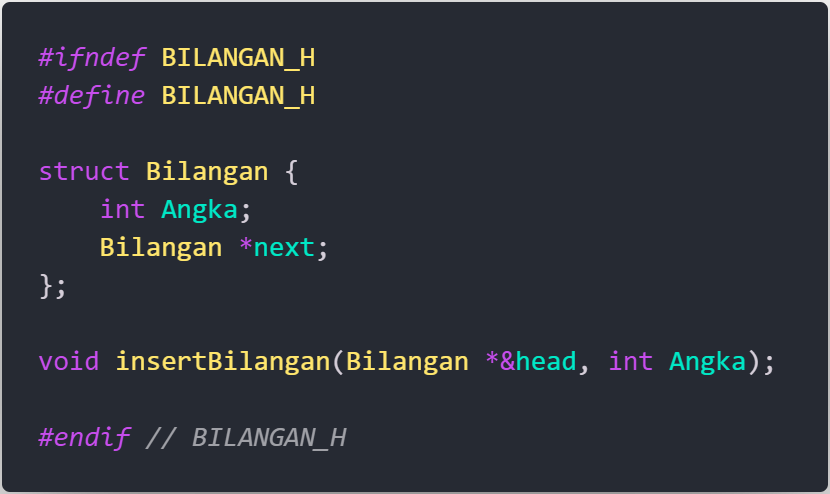 #ifndef BILANGAN_H
#define BILANGAN_H
struct Bilangan {
    int Angka;
    Bilangan *next;
};
void insertBilangan(Bilangan *&head, int Angka);
#endif // BILANGAN_H